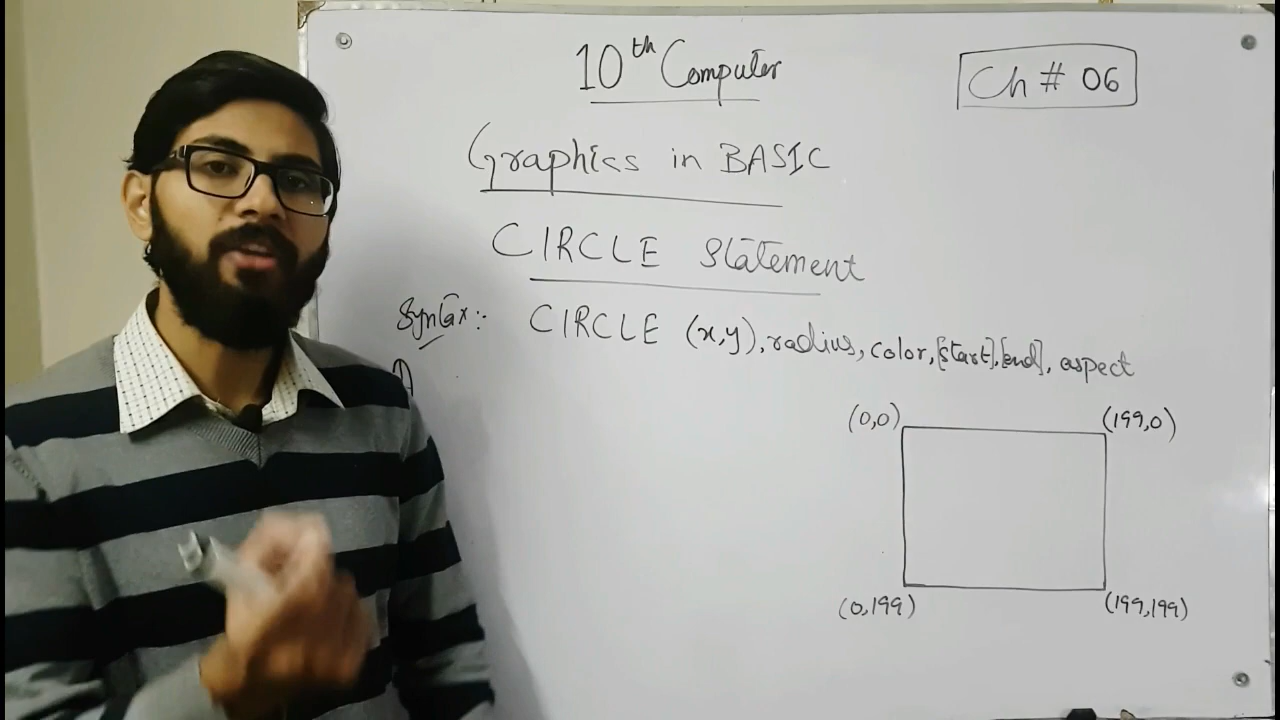 10th Computer
Ch # 06
Graphics in BASIC
CIRCLE Statement
Syntax:- CIRCLE (x,y), radius, color, [start], [end], aspect
(0,0) (199,0)
(0,199) (199,199)